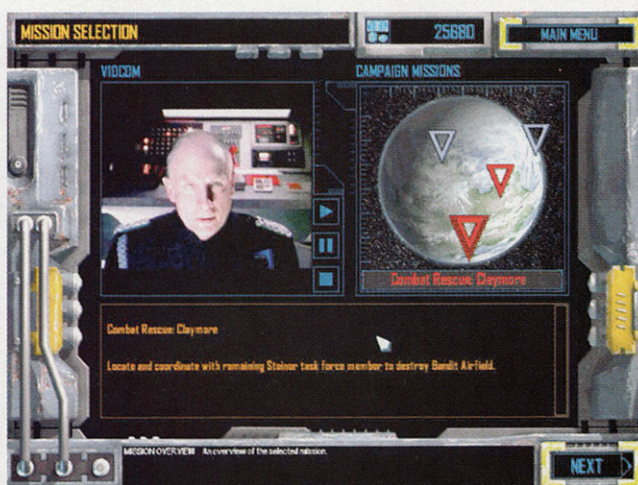 MISSION SELECTION
25680
MAIN MENU
VIDCOM
CAMPAIGN MISSIONS
Combat Rescue: Claymore
Combat Rescue: Claymore
Locate and coordinate with remaining Steiner task force member to destroy Bandit Airfield.
MISSION OVERVIEW An overview of the selected mission.
NEXT